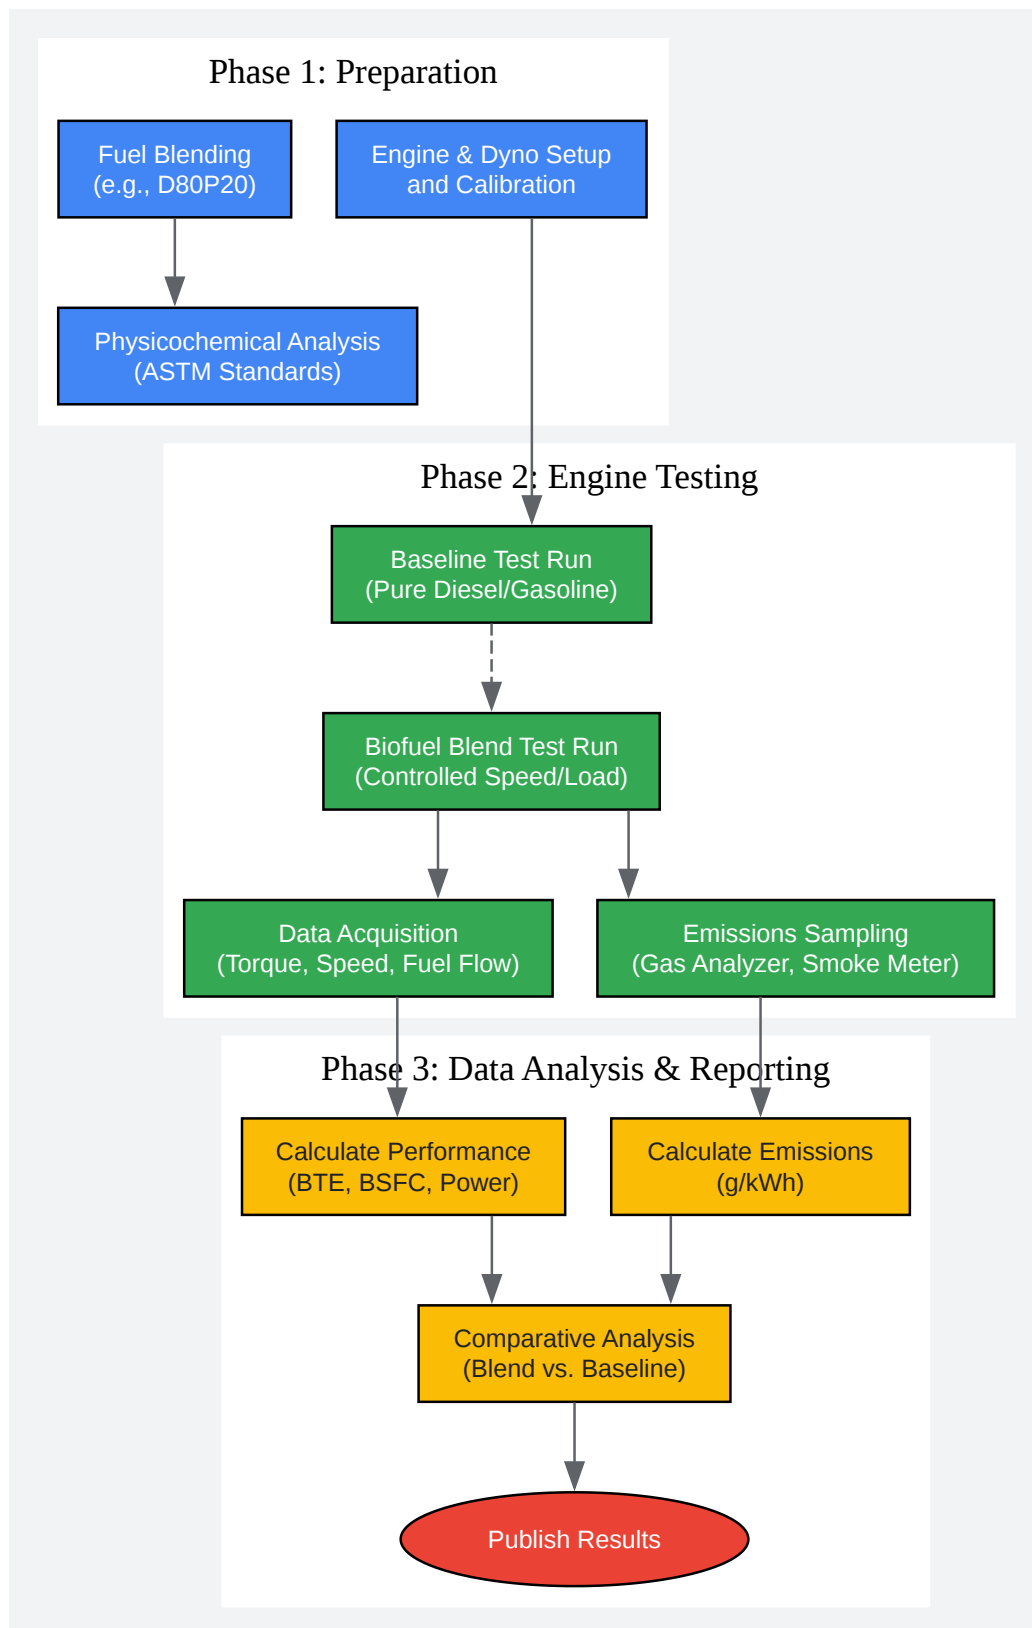 Phase 1: Preparation
Fuel Blending
(e.g., D80P20)
Engine & Dyno Setup
and Calibration
Physicochemical Analysis
(ASTM Standards)
Phase 2: Engine Testing
Baseline Test Run
(Pure Diesel/Gasoline)
Biofuel Blend Test Run
(Controlled Speed/Load)
Data Acquisition
(Torque, Speed, Fuel Flow)
Emissions Sampling
(Gas Analyzer, Smoke Meter)
Phase 3: Data Analysis & Reporting
Calculate Performance
(BTE, BSFC, Power)
Calculate Emissions
(g/kWh)
Comparative Analysis
(Blend vs. Baseline)
Publish Results